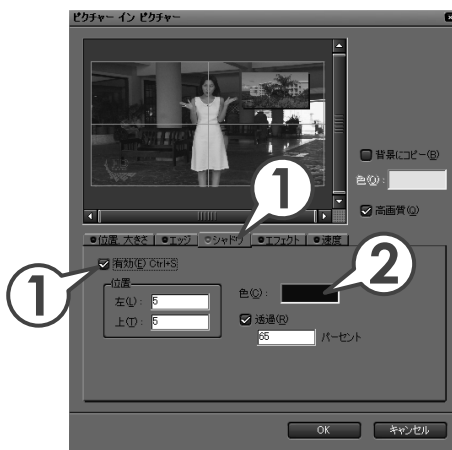 ピクチャー イン ピクチャー
背景にコピー(B)
色(O):
高画質(Q)
位置、大きさ エッジ シャドウ エフェクト 速度
1
1
有効(E) Ctrl+S
位置
左(L): 5
上(T): 5
色(C):
2
透過(R)
65 パーセント
OK キャンセル